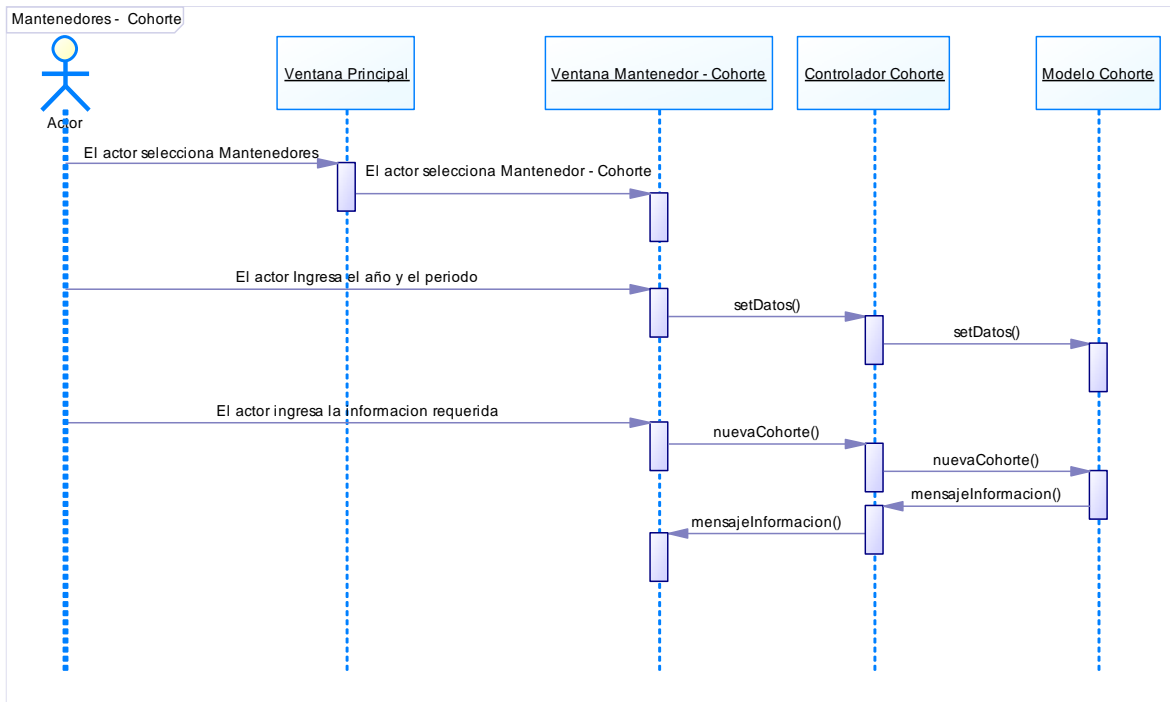 Mantenedores - Cohorte
Ventana Principal
Ventana Mantenedor - Cohorte
Controlador Cohorte
Modelo Cohorte
Actor
El actor selecciona Mantenedores
El actor selecciona Mantenedor - Cohorte
El actor Ingresa el año y el periodo
setDatos()
setDatos()
El actor ingresa la informacion requerida
nuevaCohorte()
nuevaCohorte()
mensajeInformacion()
mensajeInformacion()